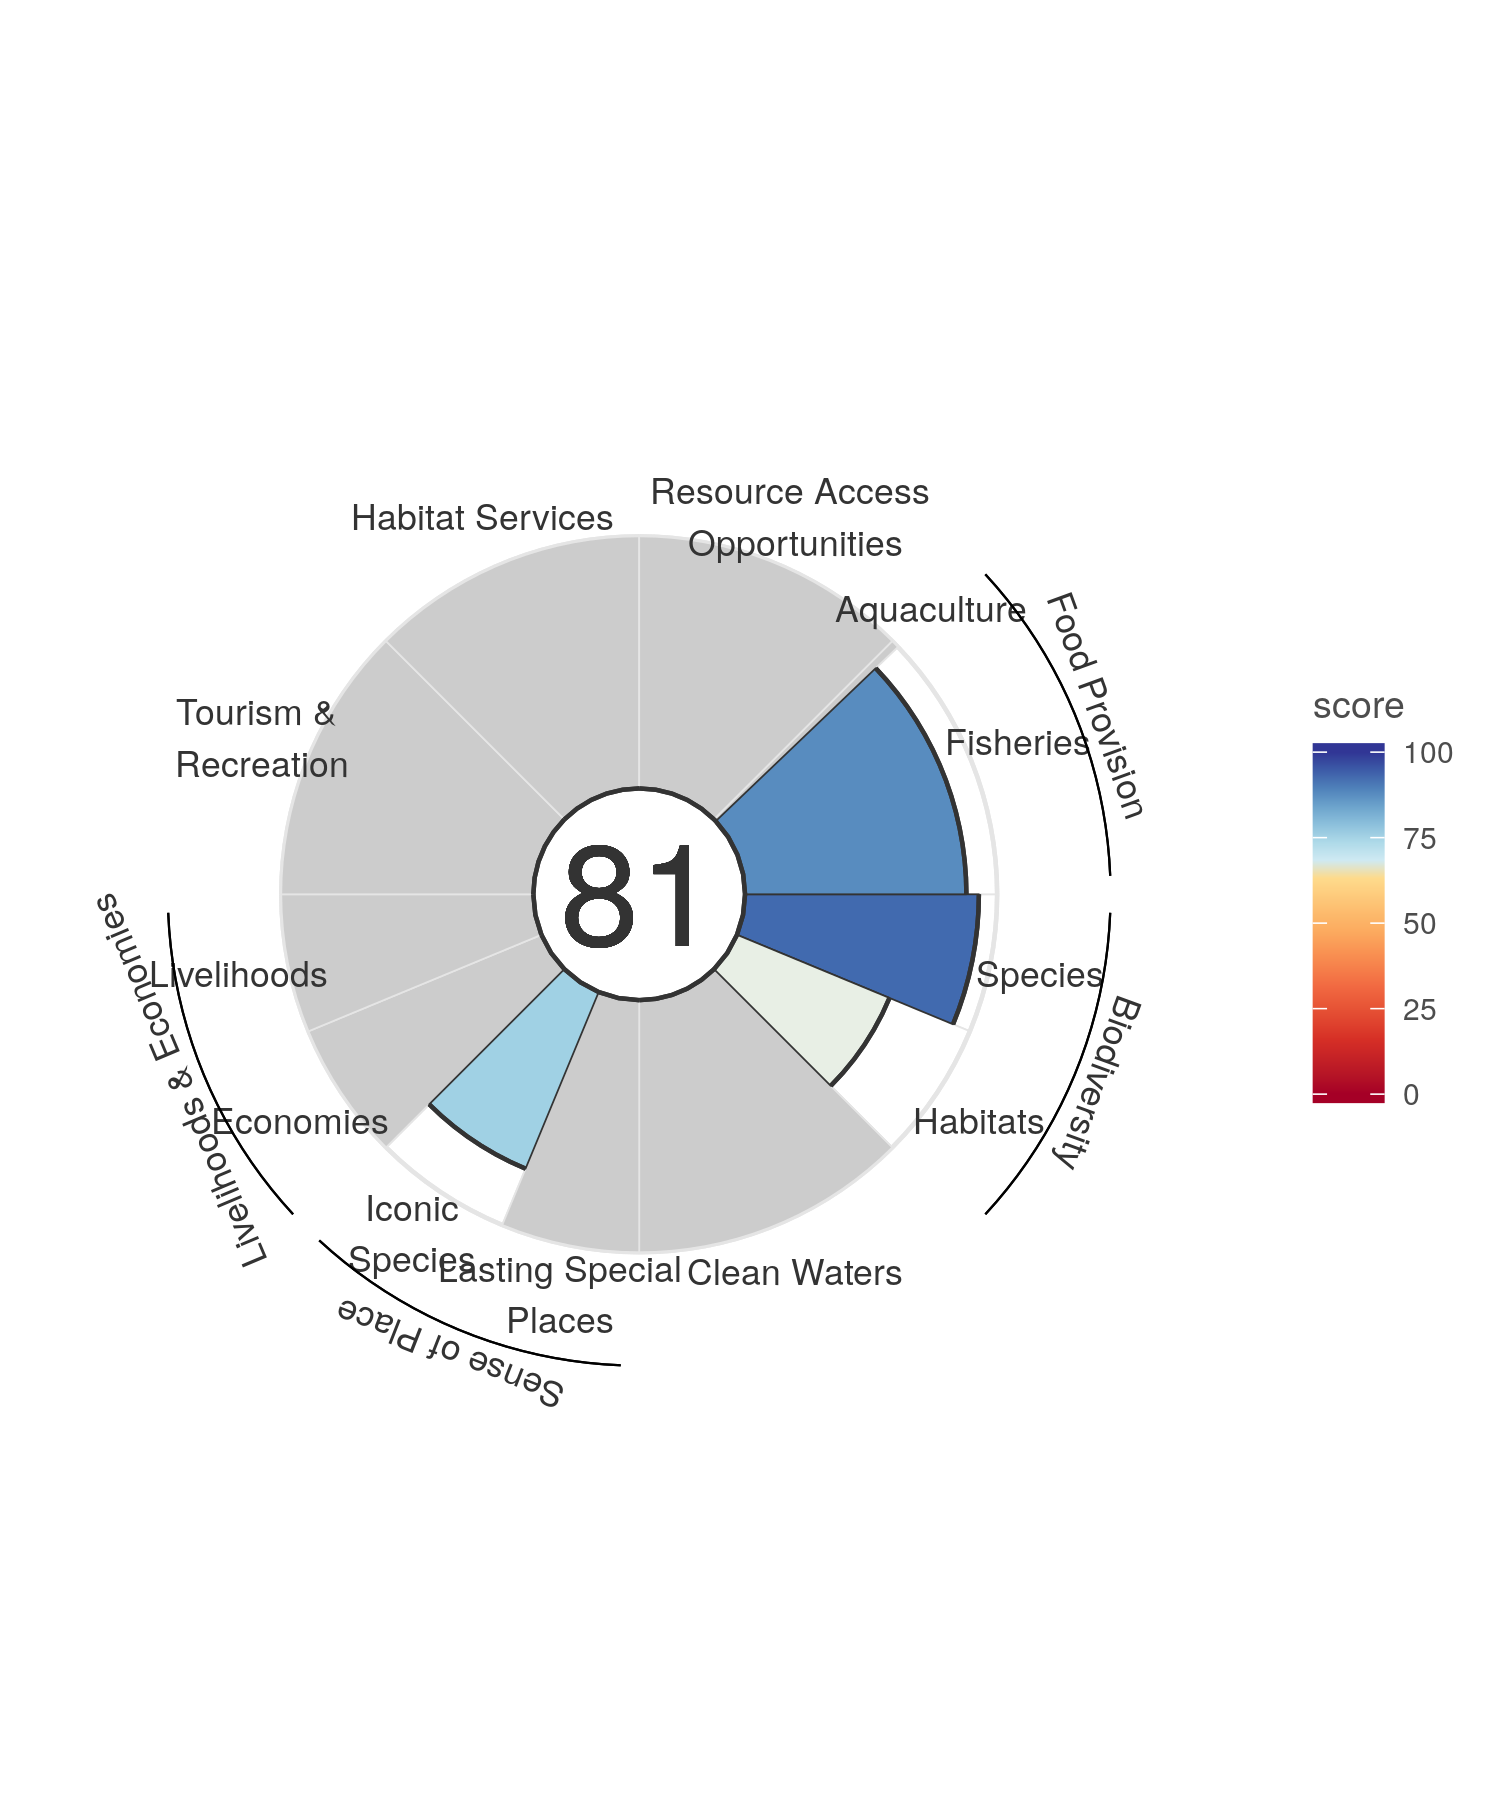 Resource Access
Opportunities
Habitat Services
Aquaculture
Food Provision
Fisheries
Tourism &
Recreation
score
100
75
50
25
0
81
Species
Biodiversity
Habitats
Livelihoods
Livelihoods & Economies
Economies
Iconic
Species
Lasting Special
Places
Clean Waters
Sense of Place